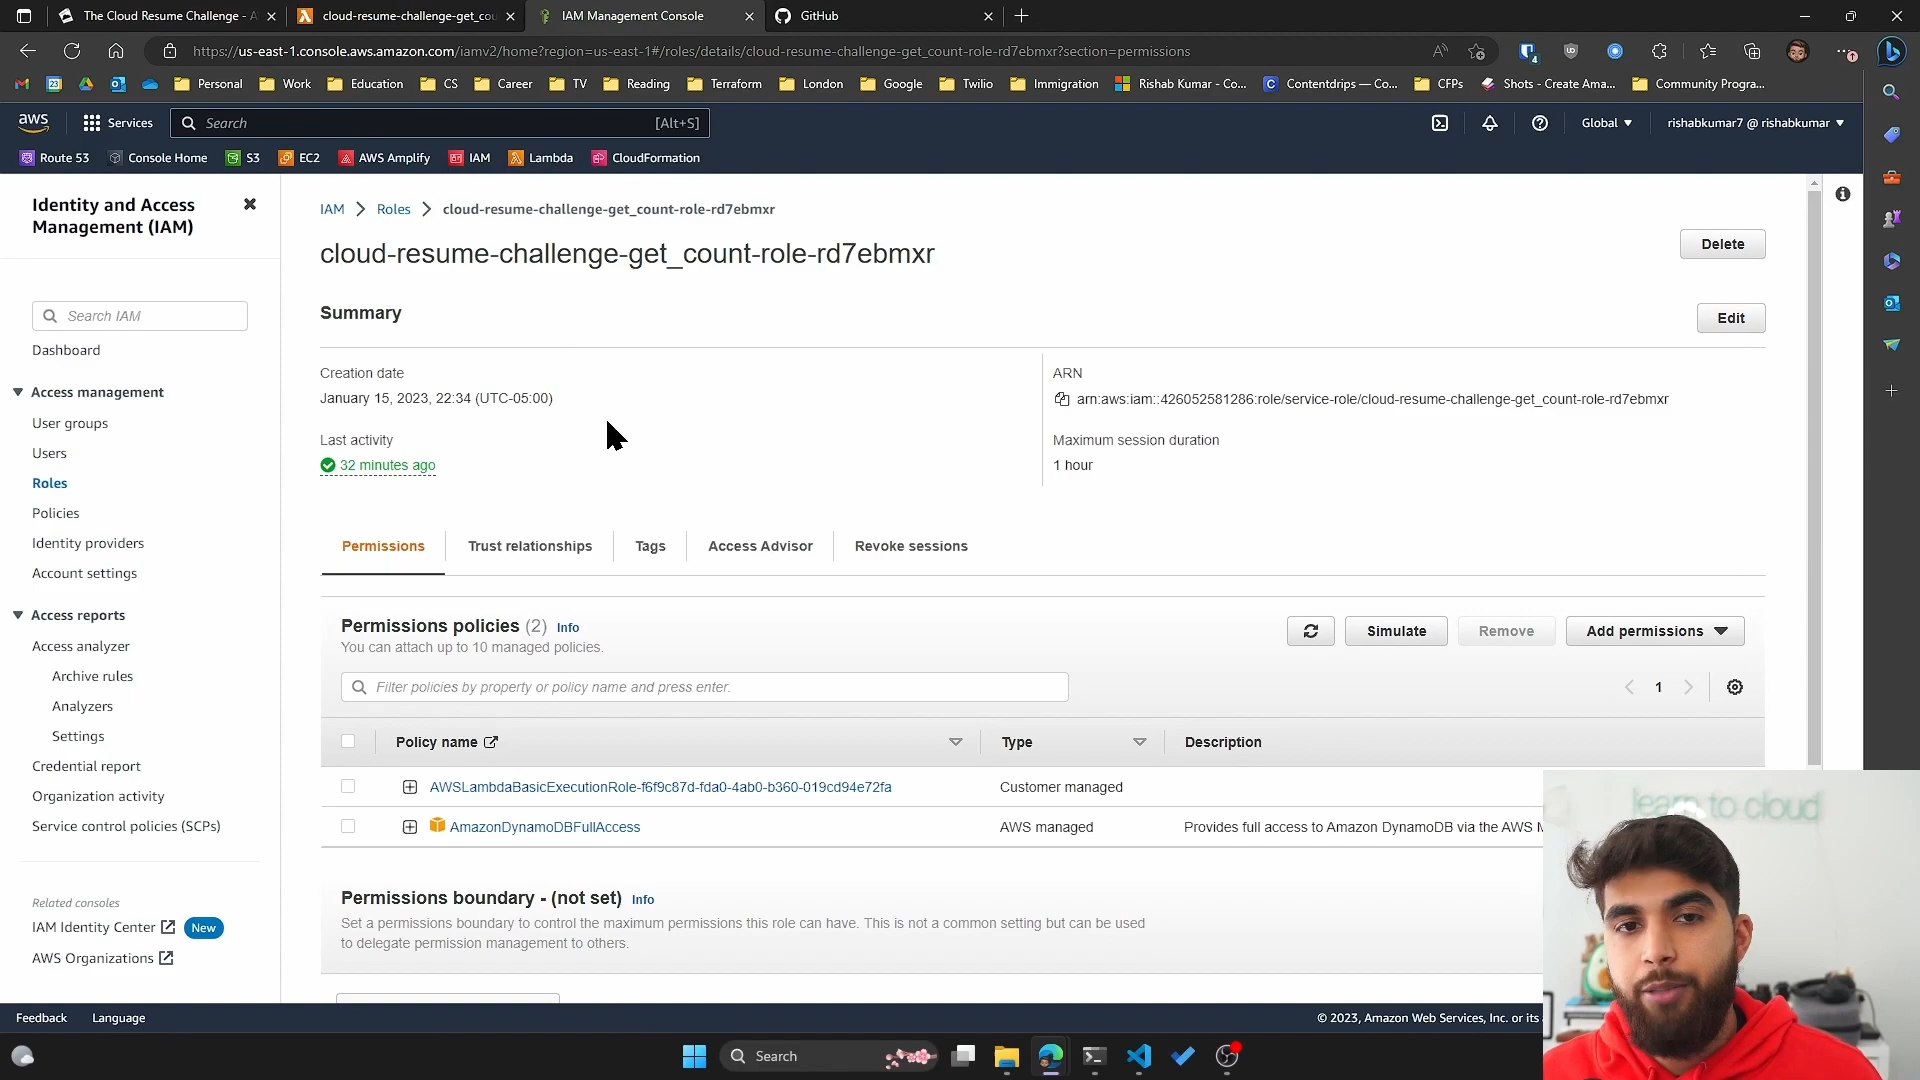 The Cloud Resume Challenge - A
cloud-resume-challenge-get_cou
IAM Management Console
GitHub
https://us-east-1.console.aws.amazon.com/iamv2/home?region=us-east-1#/roles/details/cloud-resume-challenge-get_count-role-rd7ebmxr?section=permissions
Personal
Work
Education
CS
Career
TV
Reading
Terraform
London
Google
Twilio
Immigration
Rishab Kumar - Co...
Contentdrips — Co...
CFPs
Shots - Create Ama...
Community Progra...
aws
Services
Search
[Alt+S]
Global
rishabkumar7 @ rishabkumar
Route 53
Console Home
S3
EC2
AWS Amplify
IAM
Lambda
CloudFormation
Identity and Access
Management (IAM)
Search IAM
Dashboard
Access management
User groups
Users
Roles
Policies
Identity providers
Account settings
Access reports
Access analyzer
Archive rules
Analyzers
Settings
Credential report
Organization activity
Service control policies (SCPs)
Related consoles
IAM Identity Center
New
AWS Organizations
IAM > Roles > cloud-resume-challenge-get_count-role-rd7ebmxr
cloud-resume-challenge-get_count-role-rd7ebmxr
Delete
Summary
Edit
Creation date
January 15, 2023, 22:34 (UTC-05:00)
Last activity
32 minutes ago
ARN
arn:aws:iam::426052581286:role/service-role/cloud-resume-challenge-get_count-role-rd7ebmxr
Maximum session duration
1 hour
Permissions
Trust relationships
Tags
Access Advisor
Revoke sessions
Permissions policies (2) Info
You can attach up to 10 managed policies.
Simulate
Remove
Add permissions
Filter policies by property or policy name and press enter.
1
Policy name
Type
Description
AWSLambdaBasicExecutionRole-f6f9c87d-fda0-4ab0-b360-019cd94e72fa
Customer managed
AmazonDynamoDBFullAccess
AWS managed
Provides full access to Amazon DynamoDB via the AWS M
Permissions boundary - (not set) Info
Set a permissions boundary to control the maximum permissions this role can have. This is not a common setting but can be used
to delegate permission management to others.
learn to cloud
Feedback
Language
© 2023, Amazon Web Services, Inc. or its
Search